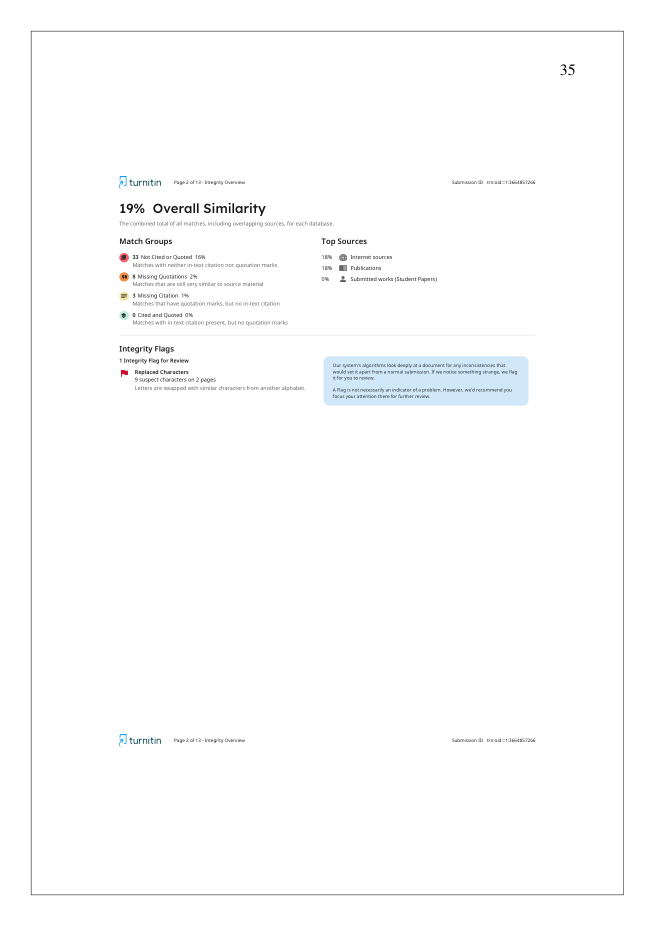 35
turnitin Page 2 of 13 - Integrity Overview Submission ID trn:oid:::1:3664857266
19% Overall Similarity
The combined total of all matches, including overlapping sources, for each database.
Match Groups
33 Not Cited or Quoted 16%
Matches with neither in-text citation nor quotation marks
8 Missing Quotations 2%
Matches that are still very similar to source material
3 Missing Citation 1%
Matches that have quotation marks, but no in-text citation
0 Cited and Quoted 0%
Matches with in-text citation present, but no quotation marks
Top Sources
18% Internet sources
18% Publications
0% Submitted works (Student Papers)
Integrity Flags
1 Integrity Flag for Review
Replaced Characters
9 suspect characters on 2 pages
Letters are swapped with similar characters from another alphabet.
Our system's algorithms look deeply at a document for any inconsistencies that
would set it apart from a normal submission. If we notice something strange, we flag
it for you to review.
A Flag is not necessarily an indicator of a problem. However, we'd recommend you
focus your attention there for further review.
turnitin Page 2 of 13 - Integrity Overview Submission ID trn:oid:::1:3664857266